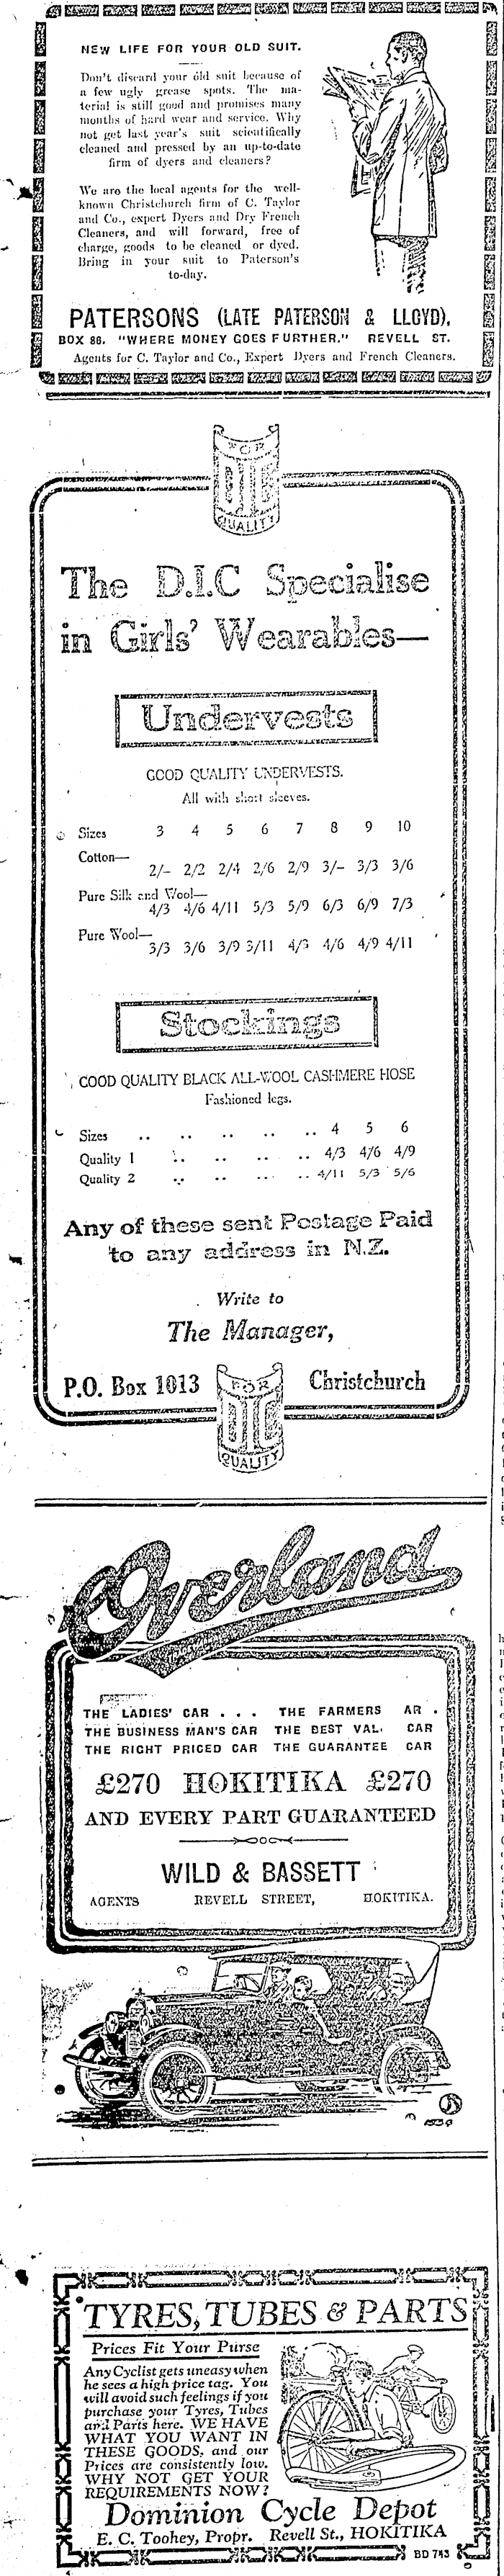 NEW LIFE FOR YOUR OLD SUIT.
Don't discard your old suit because of
a few ugly grease spots. The ma-
terial is still good and promises many
months of hard wear and service. Why
not get last year's suit scientifically
cleaned and pressed by an up-to-date
firm of dyers and cleaners?
We are the local agents for the well-
known Christchurch firm of C. Taylor
and Co., expert Dyers and Dry French
Cleaners, and will forward, free of
charge, goods to be cleaned or dyed.
Bring in your suit to Paterson's
to-day.
PATERSONS (LATE PATERSON & LLOYD),
BOX 86. "WHERE MONEY GOES FURTHER." REVELL ST.
Agents for C. Taylor and Co., Expert Dyers and French Cleaners.
FOR
DIC
QUALITY
The D.I.C Specialise
in Girls' Wearables—
Undervests
GOOD QUALITY UNDERVESTS.
All with short sleeves.
Sizes 3 4 5 6 7 8 9 10
Cotton—
2/- 2/2 2/4 2/6 2/9 3/- 3/3 3/6
Pure Silk and Wool—
4/3 4/6 4/11 5/3 5/9 6/3 6/9 7/3
Pure Wool—
3/3 3/6 3/9 3/11 4/3 4/6 4/9 4/11
Stockings
GOOD QUALITY BLACK ALL-WOOL CASHMERE HOSE
Fashioned legs.
Sizes .. .. .. .. .. 4 5 6
Quality 1 .. .. .. .. .. 4/3 4/6 4/9
Quality 2 .. .. .. .. .. 4/11 5/3 5/6
Any of these sent Postage Paid
to any address in N.Z.
Write to
The Manager,
P.O. Box 1013 Christchurch
FOR
DIC
QUALITY
Overland
THE LADIES' CAR . . . THE FARMERS AR .
THE BUSINESS MAN'S CAR THE BEST VAL. CAR
THE RIGHT PRICED CAR THE GUARANTEE CAR
£270 HOKITIKA £270
AND EVERY PART GUARANTEED
WILD & BASSETT
AGENTS REVELL STREET, HOKITIKA.
TYRES, TUBES & PARTS
Prices Fit Your Purse
Any Cyclist gets uneasy when
he sees a high price tag. You
will avoid such feelings if you
purchase your Tyres, Tubes
and Parts here. WE HAVE
WHAT YOU WANT IN
THESE GOODS, and our
Prices are consistently low.
WHY NOT GET YOUR
REQUIREMENTS NOW?
Dominion Cycle Depot
E. C. Toohey, Propr. Revell St., HOKITIKA
BD 743